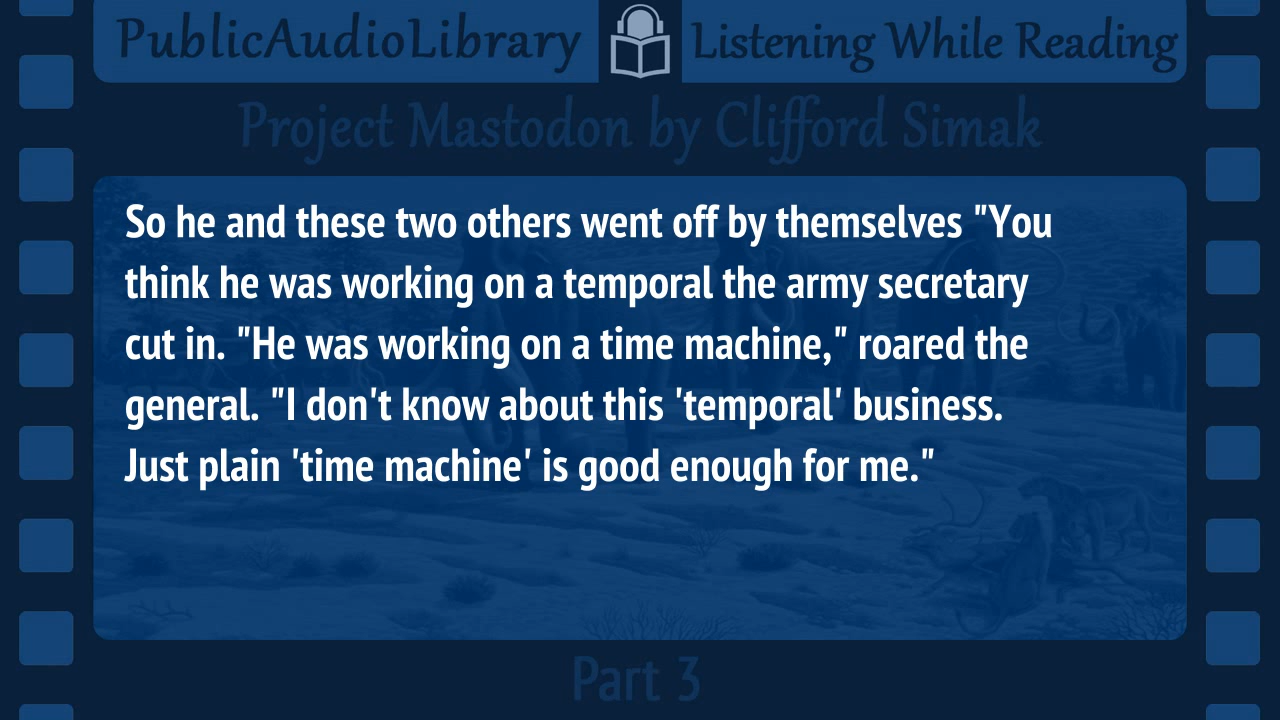 PublicAudioLibrary Listening While Reading
Project Mastodon by Clifford Simak
So he and these two others went off by themselves "You
think he was working on a temporal the army secretary
cut in. "He was working on a time machine," roared the
general. "I don't know about this 'temporal' business.
Just plain 'time machine' is good enough for me."
Part 3